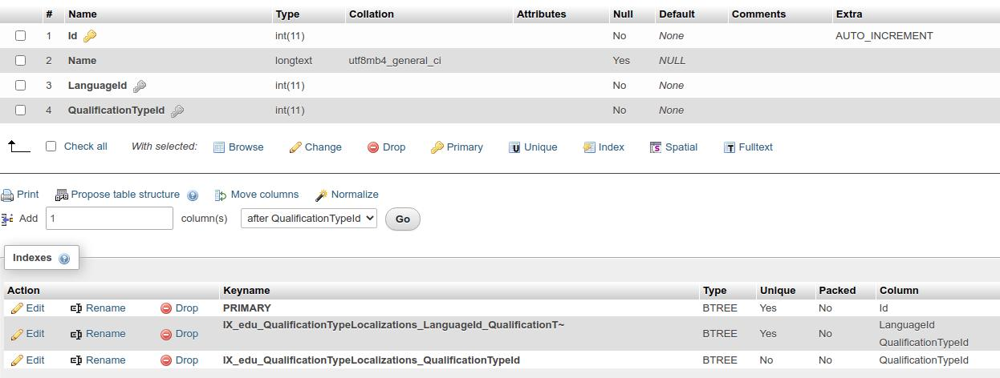 # Name Type Collation Attributes Null Default Comments Extra
1 Id int(11) No None AUTO_INCREMENT
2 Name longtext utf8mb4_general_ci Yes NULL
3 LanguageId int(11) No None
4 QualificationTypeId int(11) No None
Check all With selected: Browse Change Drop Primary U Unique Index S Spatial T Fulltext
Print Propose table structure Move columns Normalize
Add 1 column(s) after QualificationTypeId Go
Indexes
Action Keyname Type Unique Packed Column
Edit Rename Drop PRIMARY BTREE Yes No Id
Edit Rename Drop IX_edu_QualificationTypeLocalizations_LanguageId_QualificationT~ BTREE Yes No LanguageId
QualificationTypeId
Edit Rename Drop IX_edu_QualificationTypeLocalizations_QualificationTypeId BTREE No No QualificationTypeId